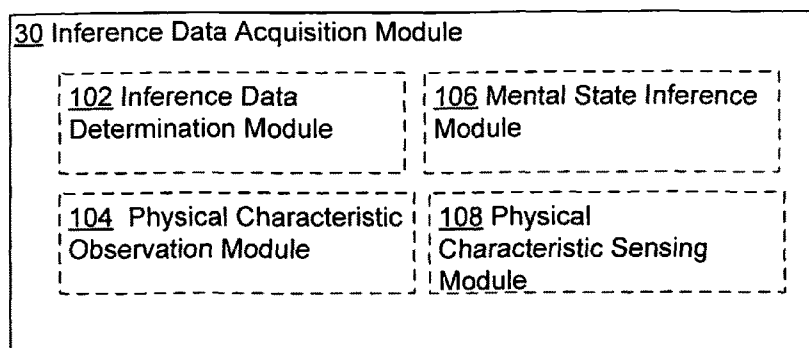 30 Inference Data Acquisition Module
102 Inference Data
Determination Module
106 Mental State Inference
Module
104 Physical Characteristic
Observation Module
108 Physical
Characteristic Sensing
Module